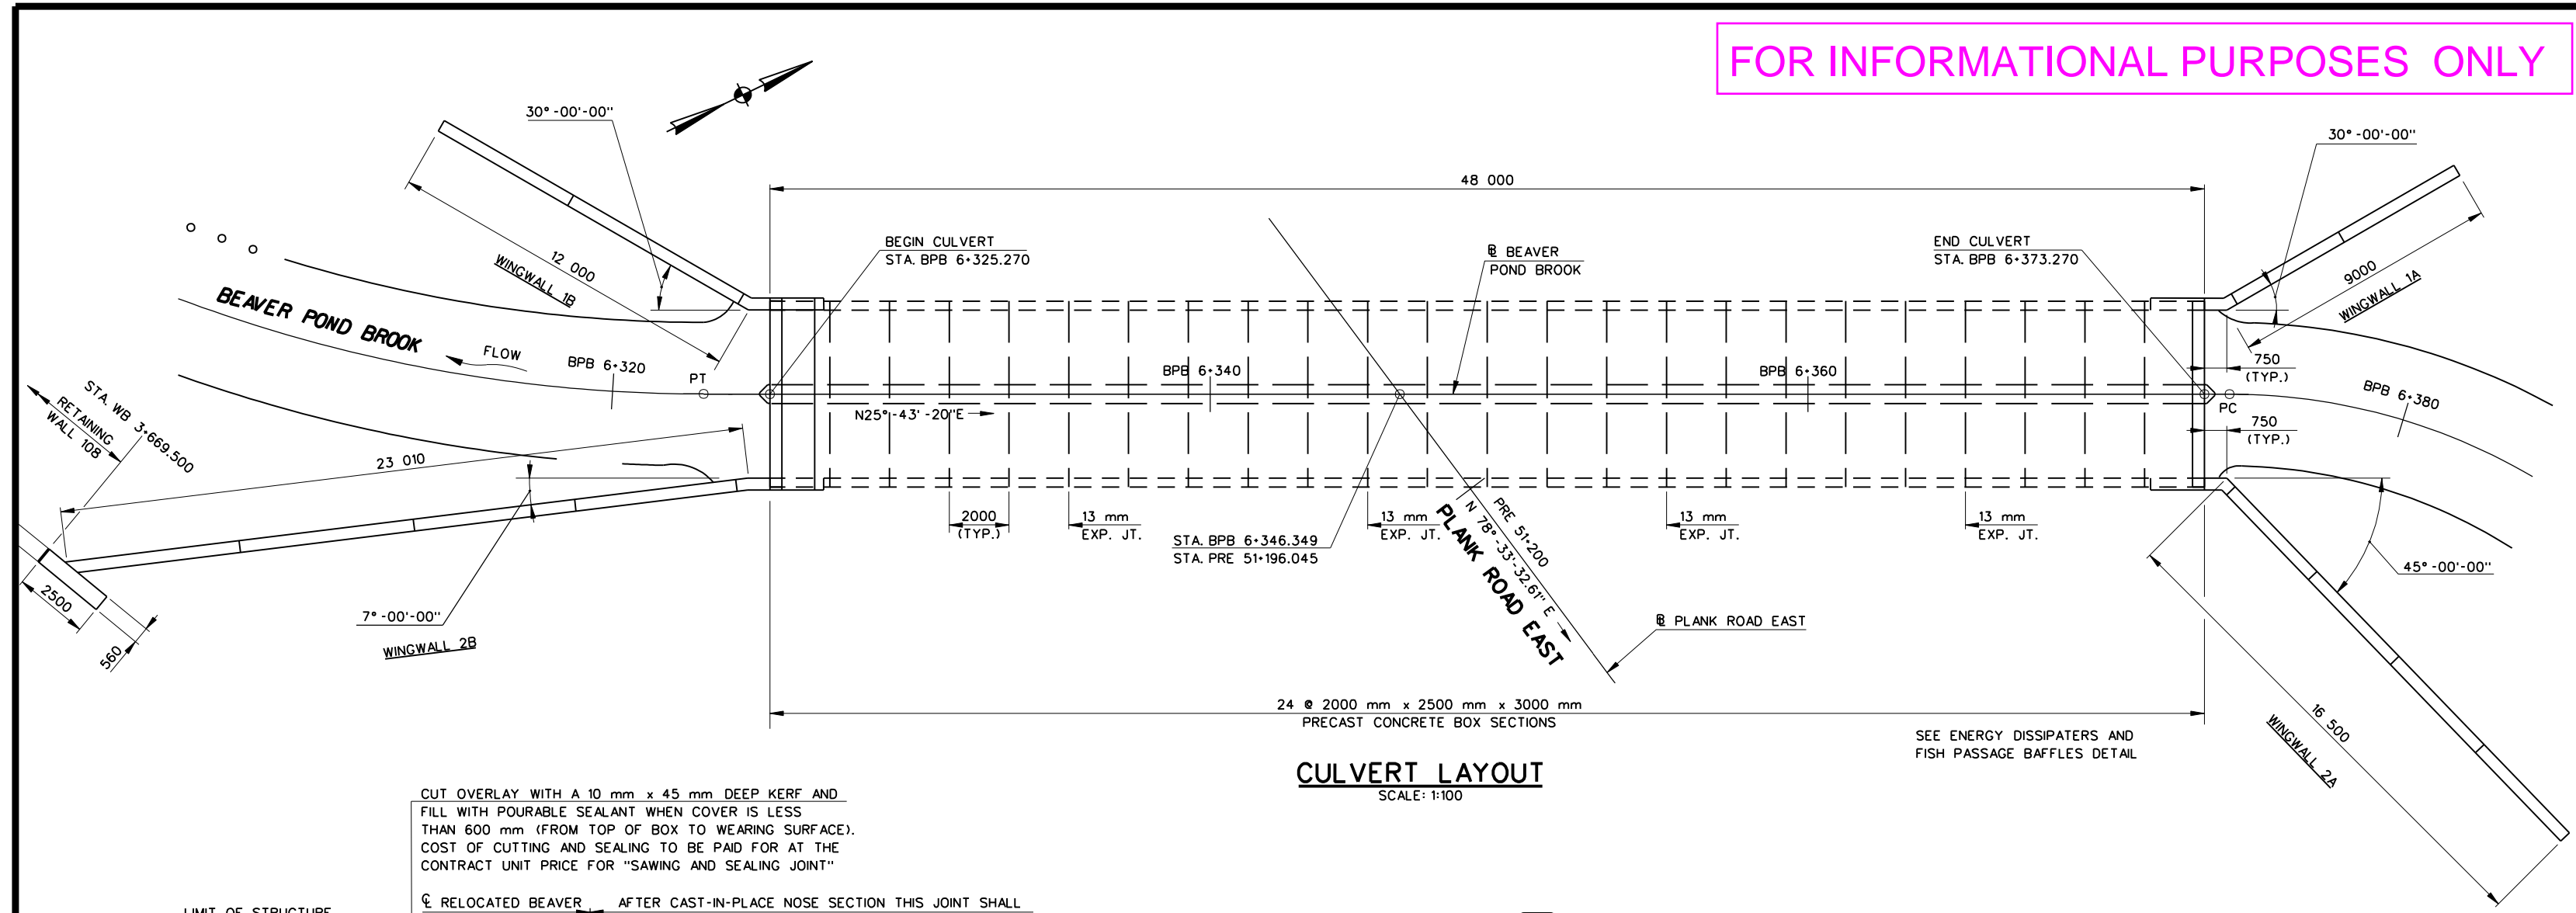 FOR INFORMATIONAL PURPOSES ONLY
30°-00'-00"
30°-00'-00"
48 000
BEGIN CULVERT
STA. BPB 6+325.270
℄ BEAVER
POND BROOK
END CULVERT
STA. BPB 6+373.270
12 000
WINGWALL 1B
9000
WINGWALL 1A
BEAVER POND BROOK
FLOW
BPB 6+320
PT
BPB 6+340
BPB 6+360
750
(TYP.)
BPB 6+380
PC
N25°-43'-20"E
750
(TYP.)
STA. WB 3+669.500
RETAINING
WALL 108
23 010
2000
(TYP.)
13 mm
EXP. JT.
13 mm
EXP. JT.
13 mm
EXP. JT.
13 mm
EXP. JT.
STA. BPB 6+346.349
STA. PRE 51+196.045
PRE 51+200
N 78°-33'-32.61" E
PLANK ROAD EAST
℄ PLANK ROAD EAST
45°-00'-00"
2500
560
7°-00'-00"
WINGWALL 2B
24 @ 2000 mm x 2500 mm x 3000 mm
PRECAST CONCRETE BOX SECTIONS
SEE ENERGY DISSIPATERS AND
FISH PASSAGE BAFFLES DETAIL
16 500
WINGWALL 2A
CULVERT LAYOUT
SCALE: 1:100
CUT OVERLAY WITH A 10 mm x 45 mm DEEP KERF AND
FILL WITH POURABLE SEALANT WHEN COVER IS LESS
THAN 600 mm (FROM TOP OF BOX TO WEARING SURFACE).
COST OF CUTTING AND SEALING TO BE PAID FOR AT THE
CONTRACT UNIT PRICE FOR "SAWING AND SEALING JOINT"
℄ RELOCATED BEAVER
AFTER CAST-IN-PLACE NOSE SECTION THIS JOINT SHALL
LIMIT OF STRUCTURE